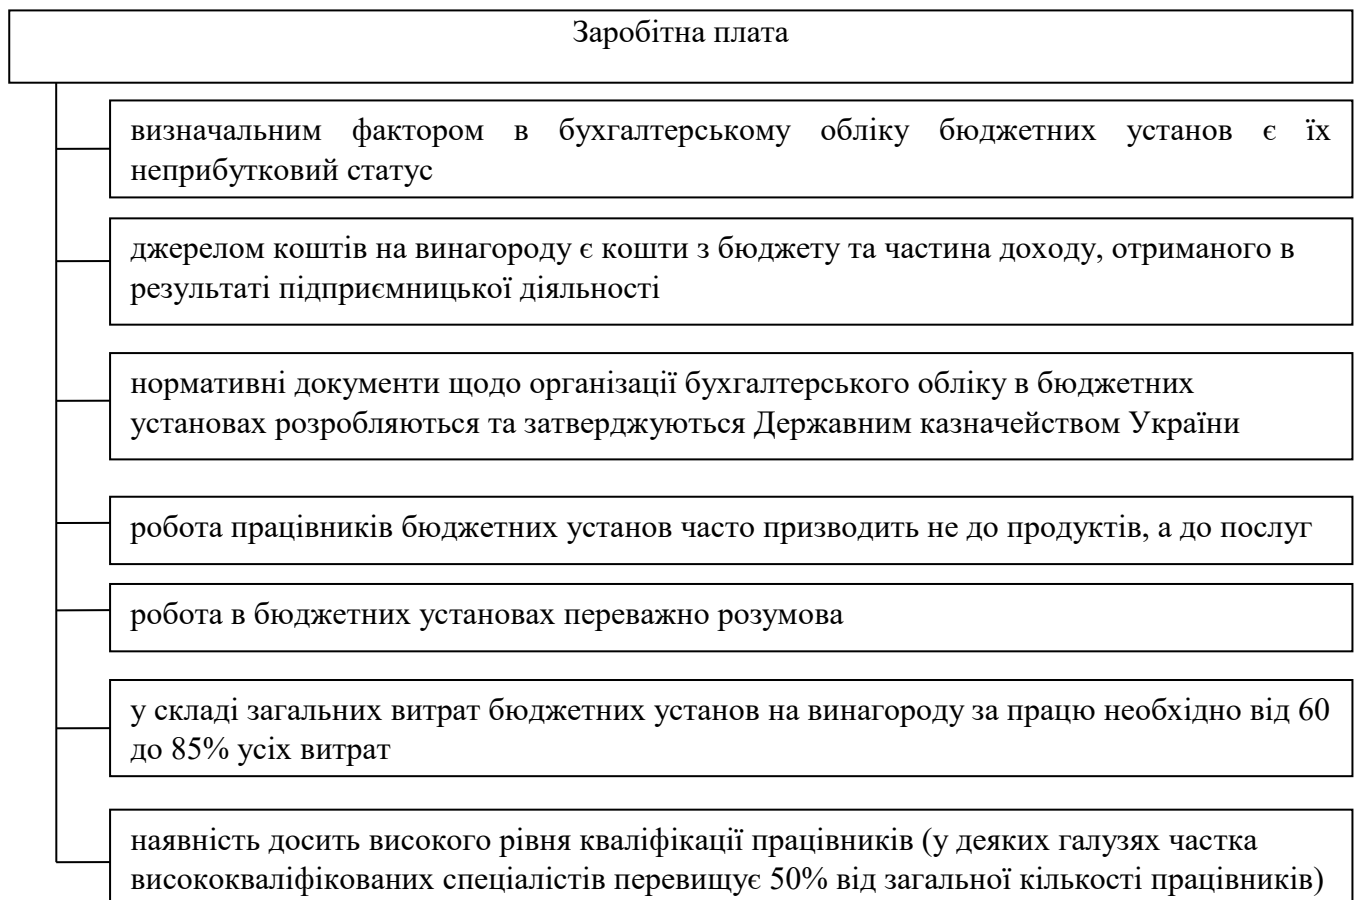 Заробітна плата
визначальним фактором в бухгалтерському обліку бюджетних установ є їх
неприбутковий статус
джерелом коштів на винагороду є кошти з бюджету та частина доходу, отриманого в
результаті підприємницької діяльності
нормативні документи щодо організації бухгалтерського обліку в бюджетних
установах розробляються та затверджуються Державним казначейством України
робота працівників бюджетних установ часто призводить не до продуктів, а до послуг
робота в бюджетних установах переважно розумова
у складі загальних витрат бюджетних установ на винагороду за працю необхідно від 60
до 85% усіх витрат
наявність досить високого рівня кваліфікації працівників (у деяких галузях частка
висококваліфікованих спеціалістів перевищує 50% від загальної кількості працівників)